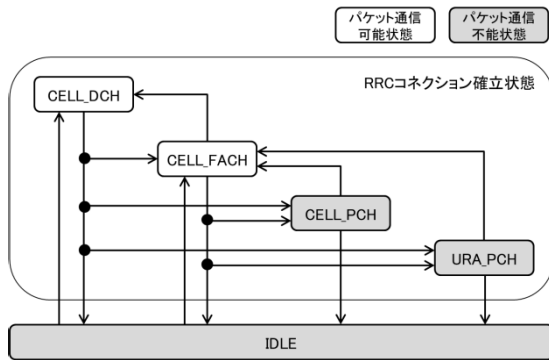 パケット通信
可能状態
パケット通信
不能状態
RRCコネクション確立状態
CELL_DCH
CELL_FACH
CELL_PCH
URA_PCH
IDLE